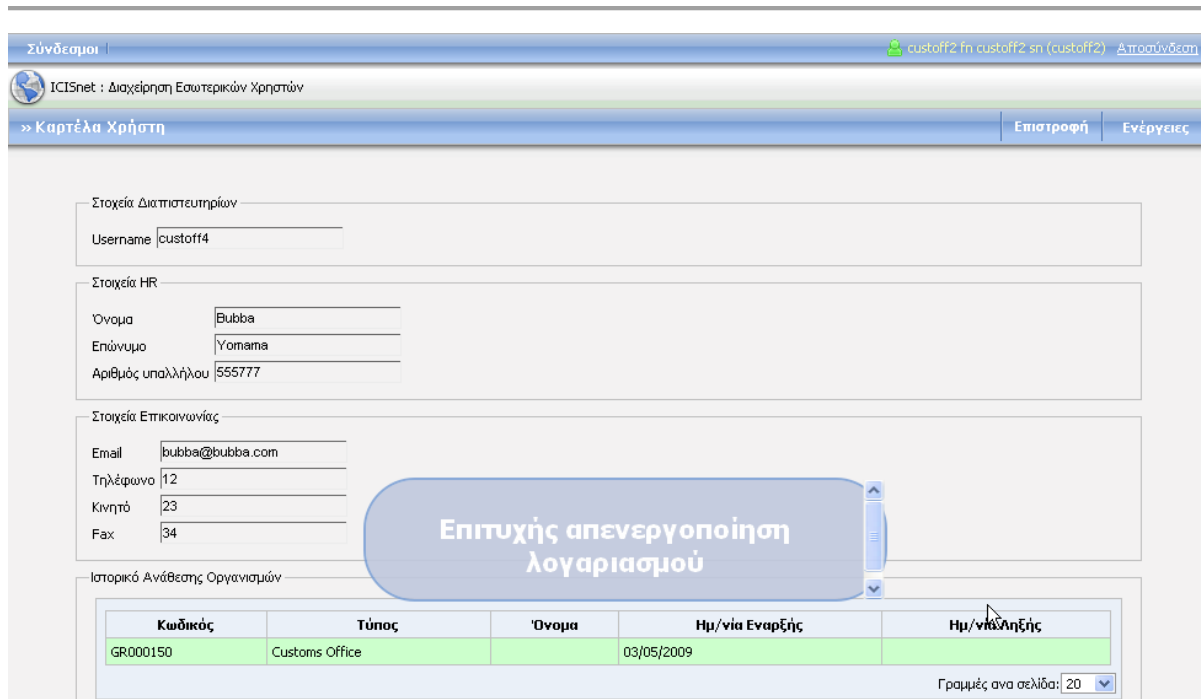 Σύνδεσμοι
custoff2 fn custoff2 sn (custoff2) Αποσύνδεση
ICISnet : Διαχείρηση Εσωτερικών Χρηστών
» Καρτέλα Χρήστη Επιστροφή Ενέργειες
Στοχεία Διαπιστευτηρίων
Username custoff4
Στοιχεία HR
Όνομα Bubba
Επώνυμο Yomama
Αριθμός υπαλλήλου 555777
Στοιχεία Επικοινωνίας
Email bubba@bubba.com
Τηλέφωνο 12
Κινητό 23
Fax 34
Επιτυχής απενεργοποίηση
λογαριασμού
Ιστορικό Ανάθεσης Οργανισμών
Κωδικός Τύπος Όνομα Ημ/νία Εναρξής Ημ/νία Ληξής
GR000150 Customs Office 03/05/2009
Γραμμές ανα σελίδα: 20